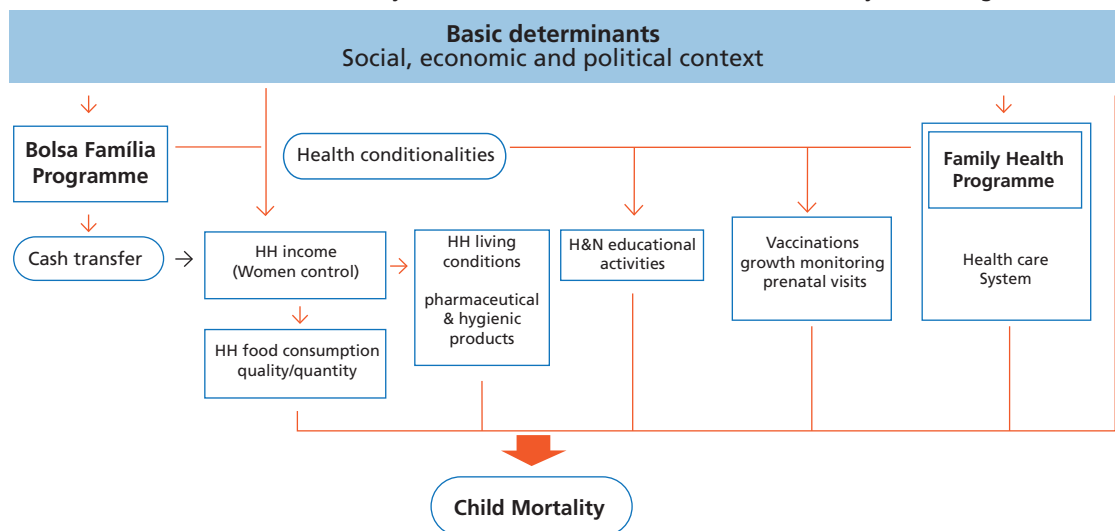 Basic determinants
Social, economic and political context
Bolsa Família
Programme
Health conditionalities
Family Health
Programme
Cash transfer
HH income
(Women control)
HH living
conditions
pharmaceutical
& hygienic
products
H&N educational
activities
Vaccinations
growth monitoring
prenatal visits
Health care
System
HH food consumption
quality/quantity
Child Mortality